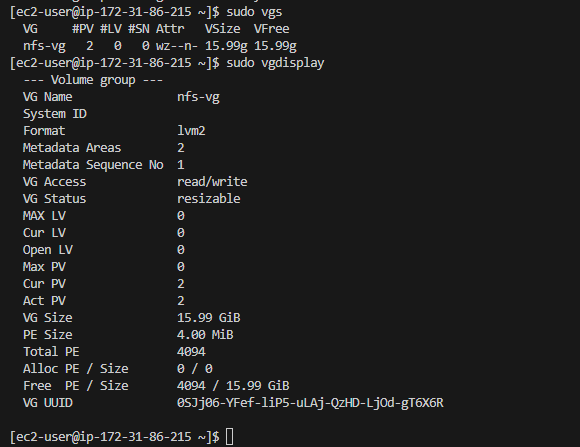 [ec2-user@ip-172-31-86-215 ~]$ sudo vgs
  VG     #PV #LV #SN Attr   VSize  VFree
  nfs-vg   2   0   0 wz--n- 15.99g 15.99g
[ec2-user@ip-172-31-86-215 ~]$ sudo vgdisplay
  --- Volume group ---
  VG Name               nfs-vg
  System ID
  Format                lvm2
  Metadata Areas        2
  Metadata Sequence No  1
  VG Access             read/write
  VG Status             resizable
  MAX LV                0
  Cur LV                0
  Open LV               0
  Max PV                0
  Cur PV                2
  Act PV                2
  VG Size               15.99 GiB
  PE Size               4.00 MiB
  Total PE              4094
  Alloc PE / Size       0 / 0
  Free  PE / Size       4094 / 15.99 GiB
  VG UUID               0SJj06-YFef-liP5-uLAj-QzHD-LjOd-gT6X6R

[ec2-user@ip-172-31-86-215 ~]$